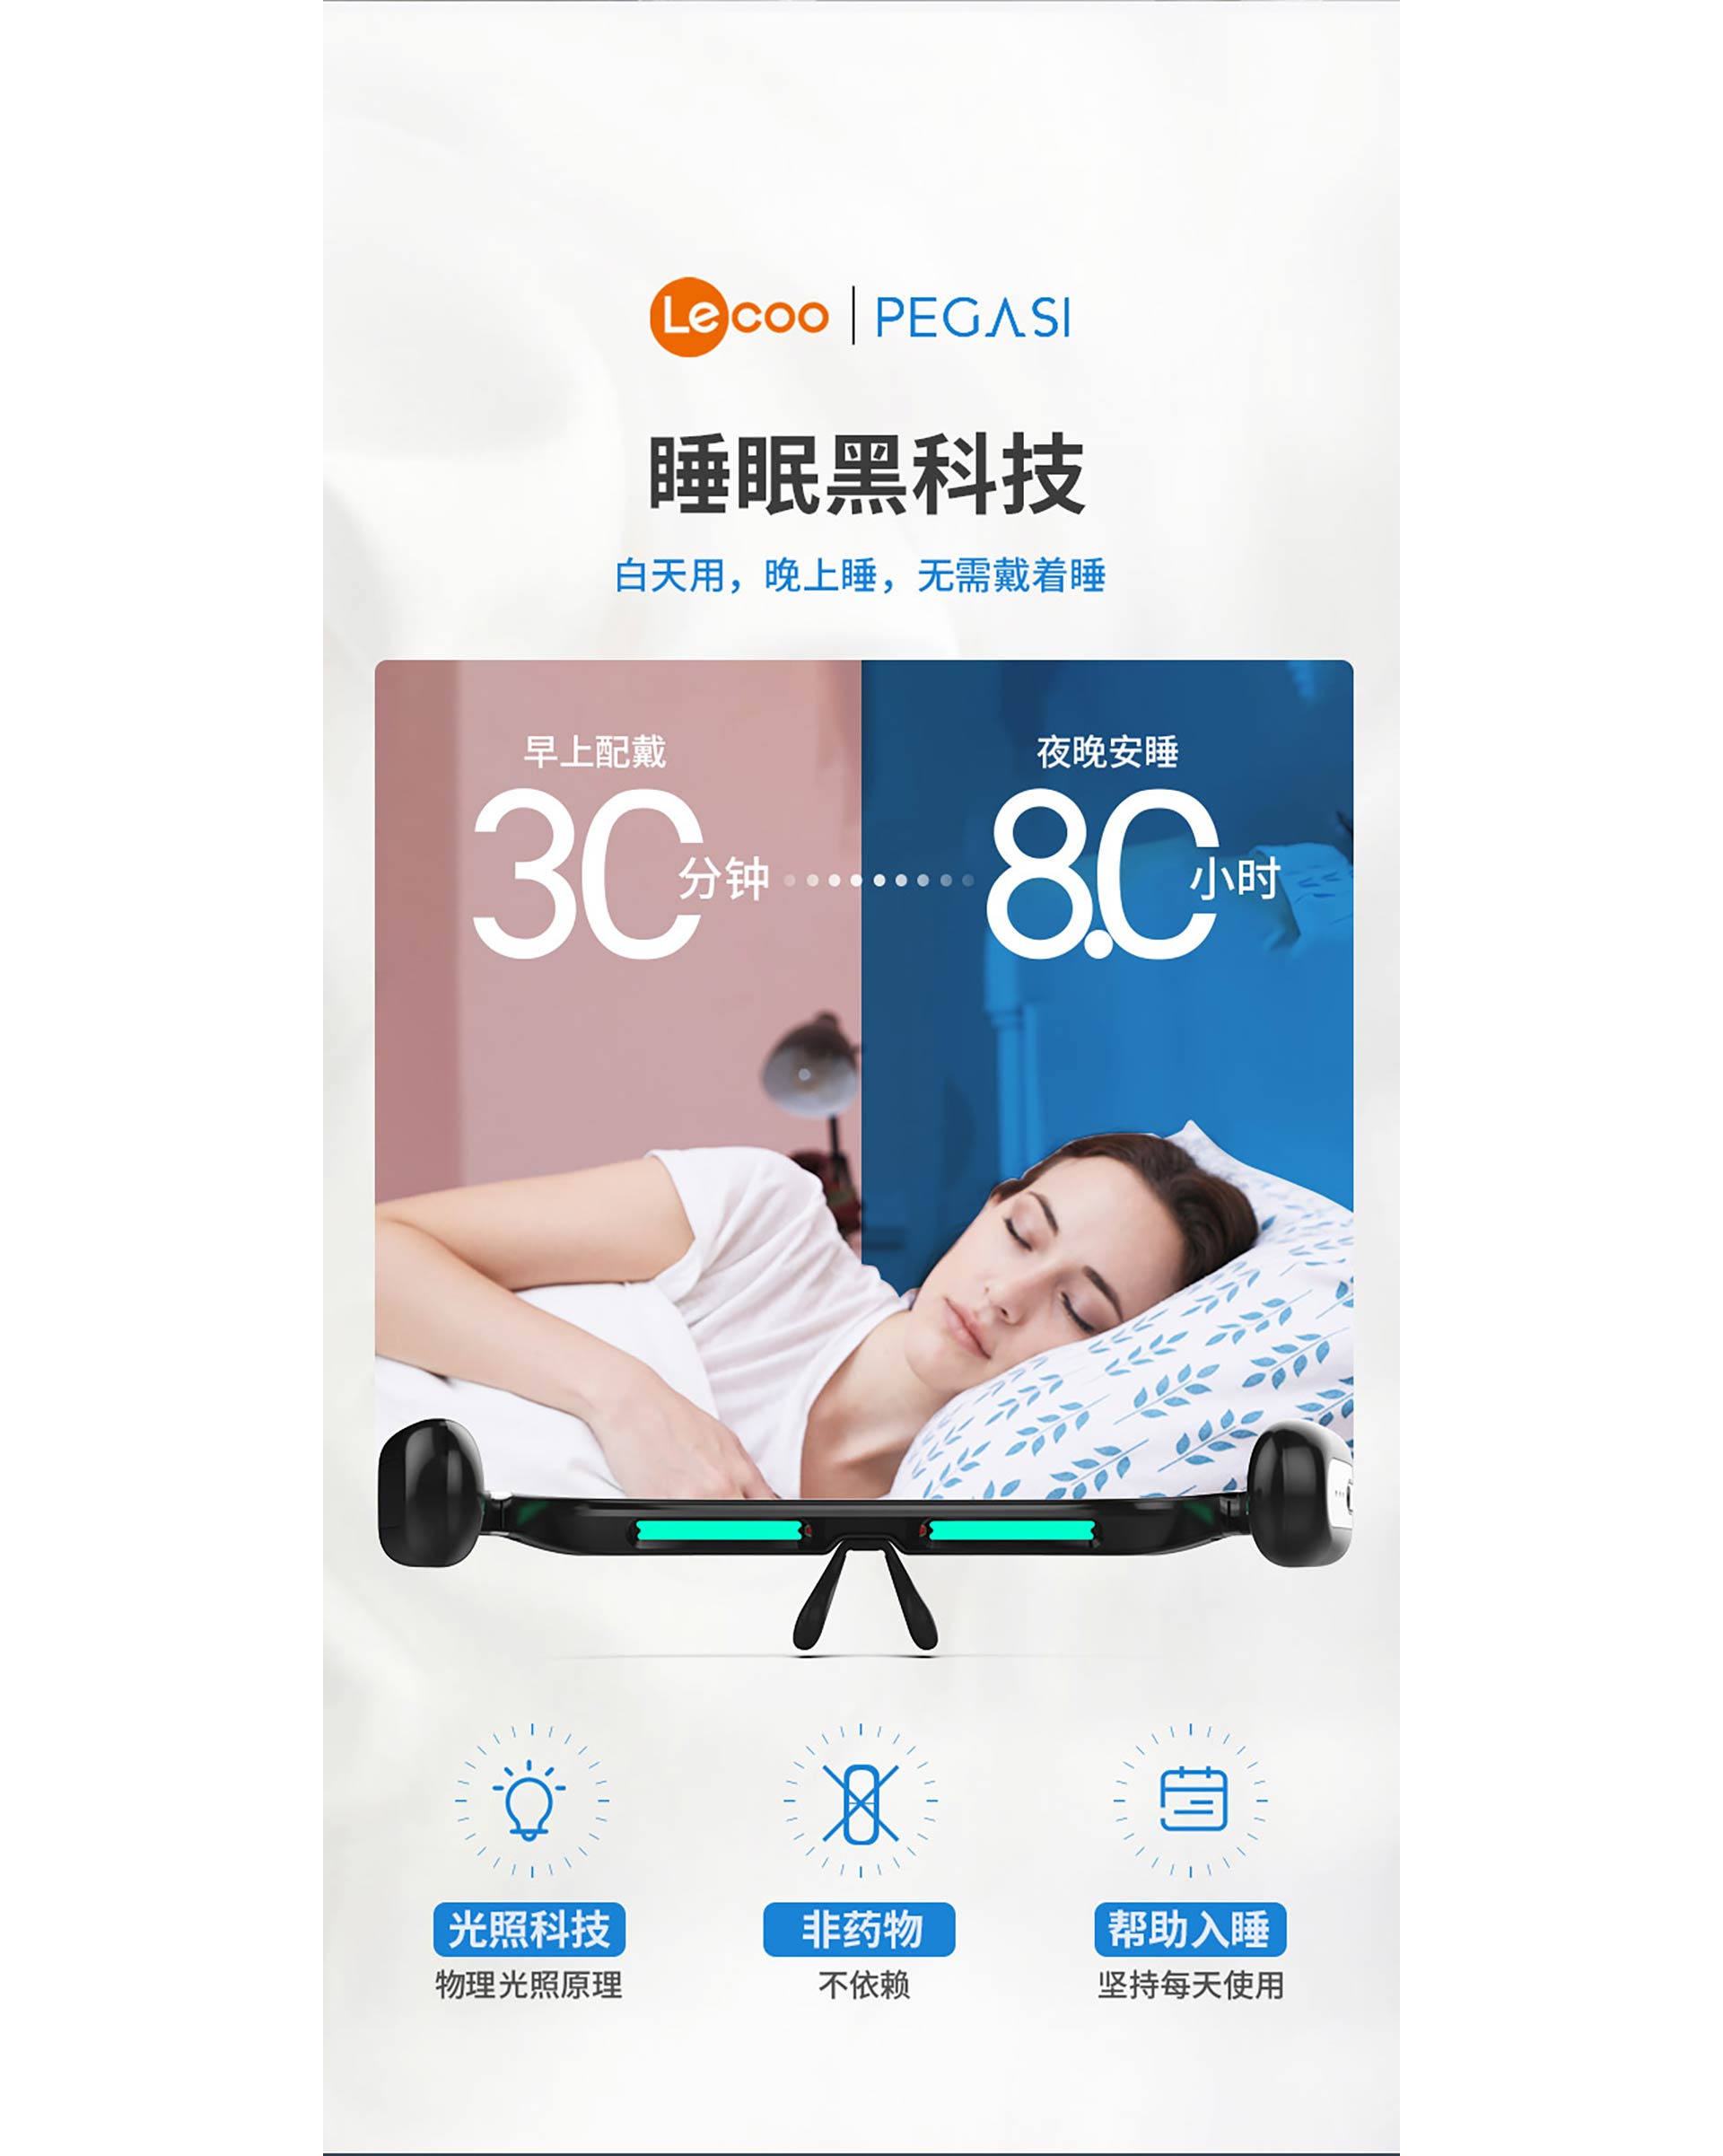 Lecoo | PEGASI
睡眠黑科技
白天用，晚上睡，无需戴着睡
早上配戴
30分钟
夜晚安睡
8.0小时
光照科技
物理光照原理
非药物
不依赖
帮助入睡
坚持每天使用